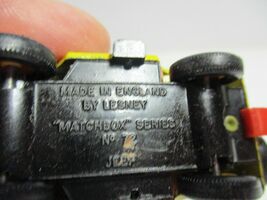 MADE IN ENGLAND
BY LESNEY
"MATCHBOX" SERIES
Nº 72
JEEP